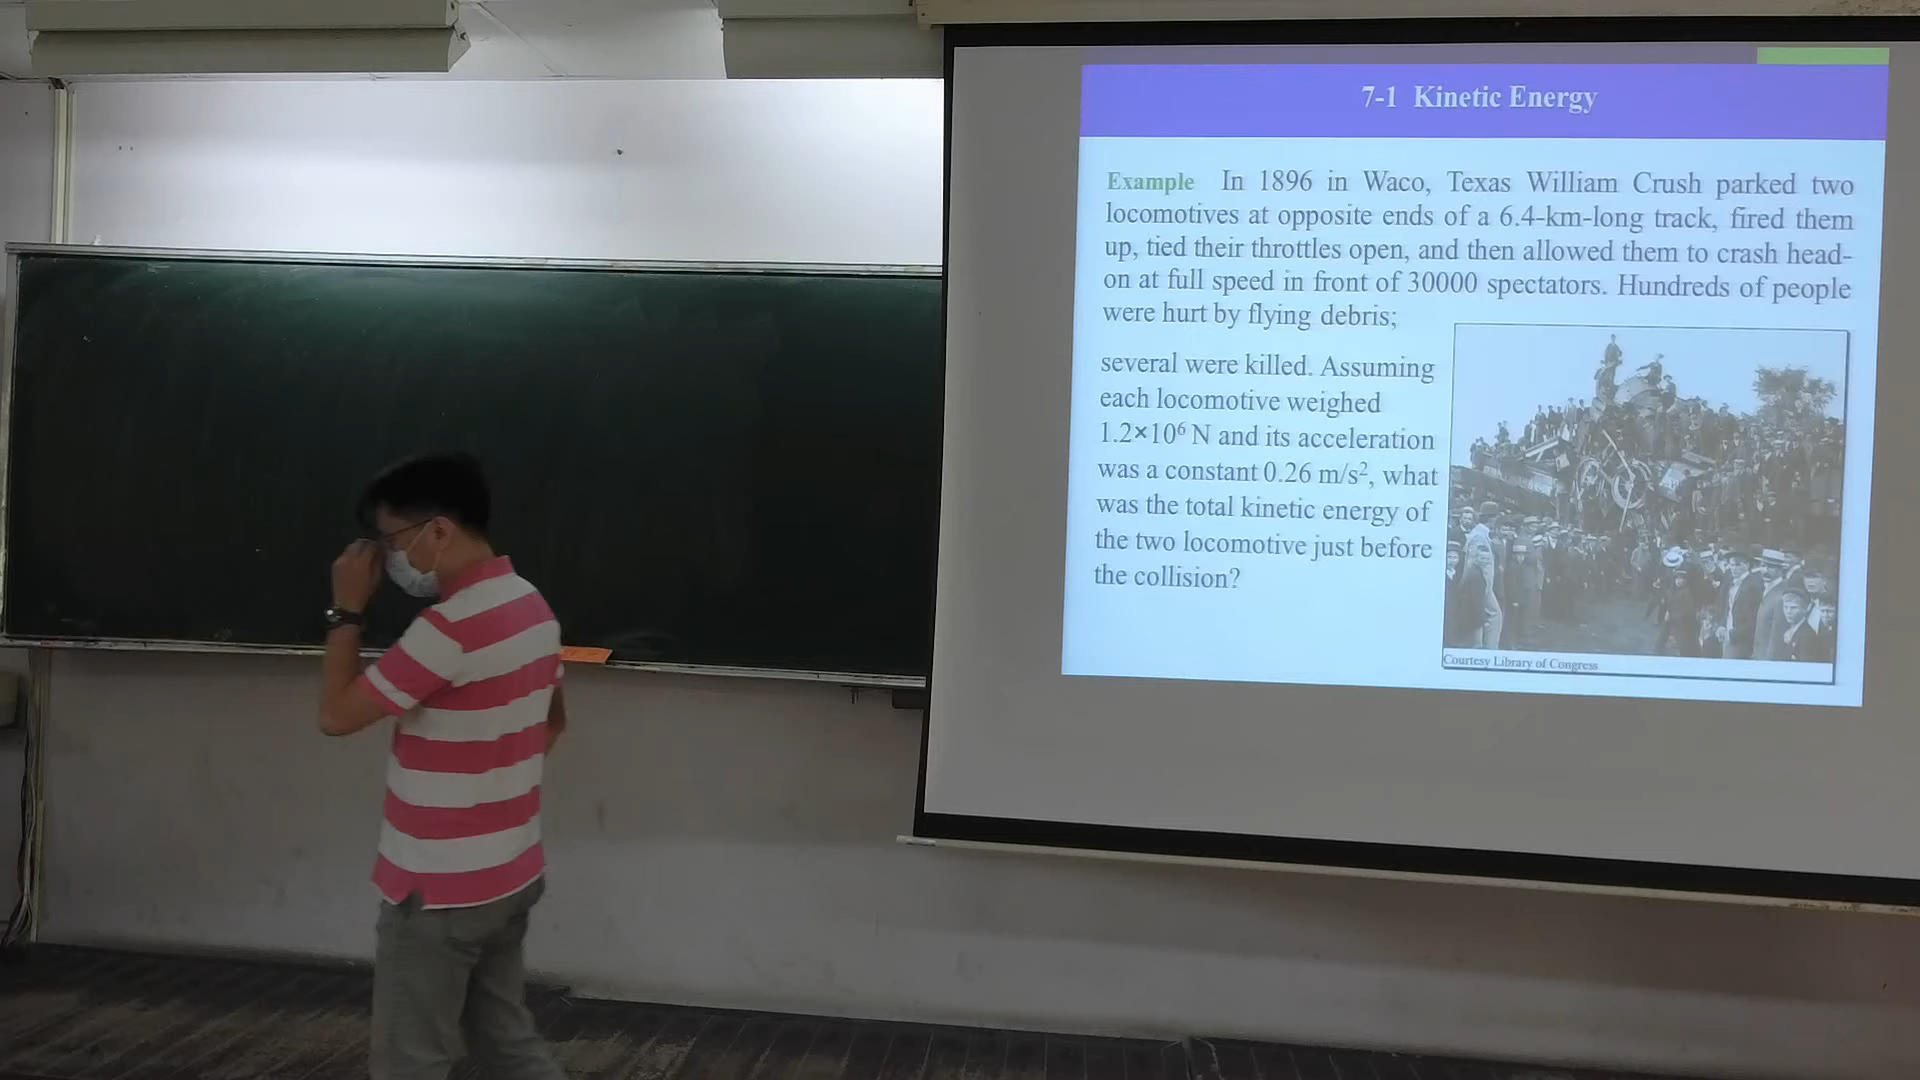 7-1 Kinetic Energy
Example In 1896 in Waco, Texas William Crush parked two
locomotives at opposite ends of a 6.4-km-long track, fired them
up, tied their throttles open, and then allowed them to crash head-
on at full speed in front of 30000 spectators. Hundreds of people
were hurt by flying debris;
several were killed. Assuming
each locomotive weighed
1.2×10⁶ N and its acceleration
was a constant 0.26 m/s², what
was the total kinetic energy of
the two locomotive just before
the collision?
Courtesy Library of Congress